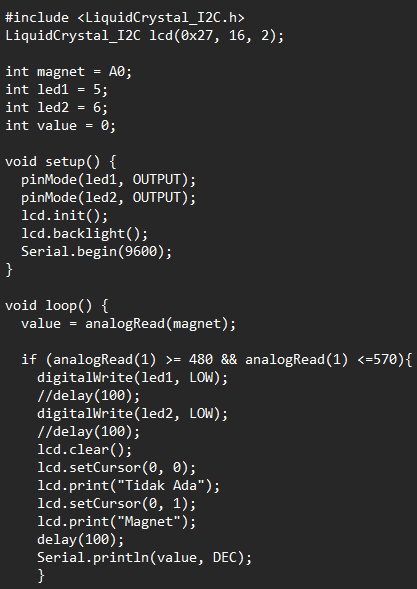 #include <LiquidCrystal_I2C.h>
LiquidCrystal_I2C lcd(0x27, 16, 2);

int magnet = A0;
int led1 = 5;
int led2 = 6;
int value = 0;

void setup() {
  pinMode(led1, OUTPUT);
  pinMode(led2, OUTPUT);
  lcd.init();
  lcd.backlight();
  Serial.begin(9600);
}

void loop() {
  value = analogRead(magnet);

  if (analogRead(1) >= 480 && analogRead(1) <=570){
    digitalWrite(led1, LOW);
    //delay(100);
    digitalWrite(led2, LOW);
    //delay(100);
    lcd.clear();
    lcd.setCursor(0, 0);
    lcd.print("Tidak Ada");
    lcd.setCursor(0, 1);
    lcd.print("Magnet");
    delay(100);
    Serial.println(value, DEC);
    }